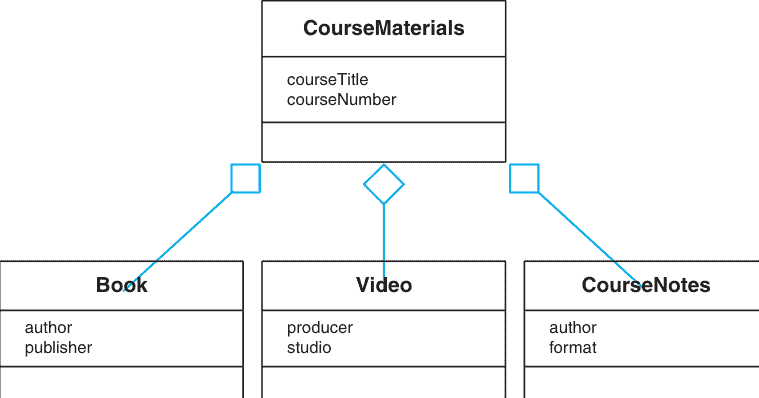 CourseMaterials
courseTitle
courseNumber
Book
author
publisher
Video
producer
studio
CourseNotes
author
format